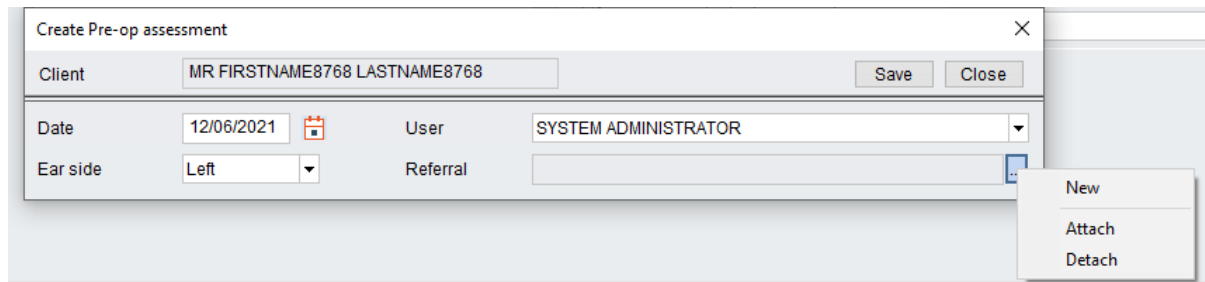 Create Pre-op assessment
Client MR FIRSTNAME8768 LASTNAME8768 Save Close
Date 12/06/2021 User SYSTEM ADMINISTRATOR
Ear side Left Referral ...
New
Attach
Detach